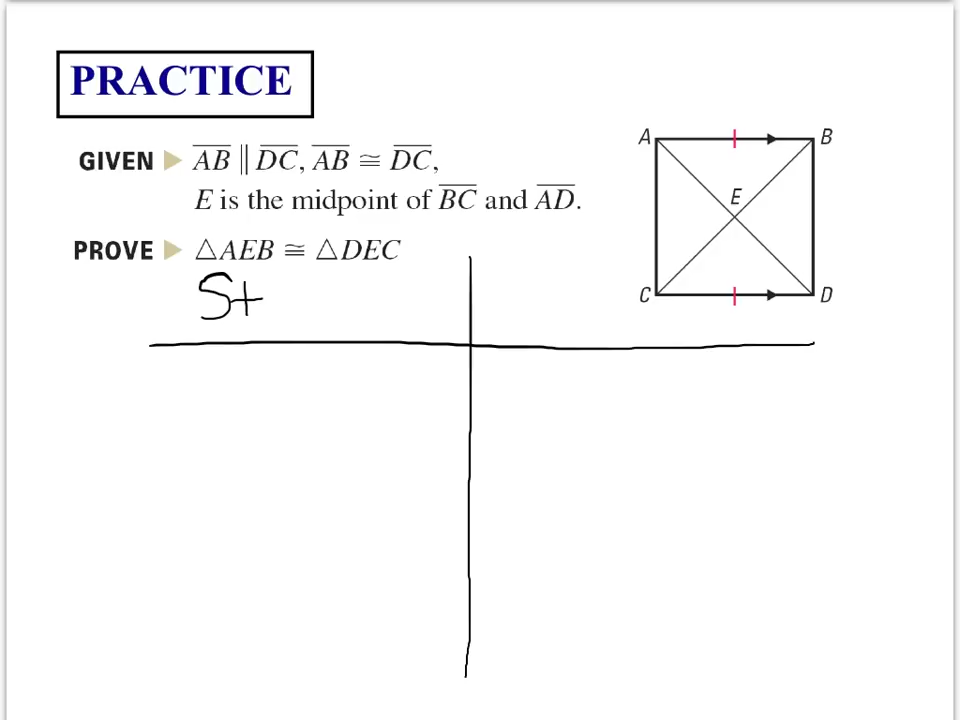 PRACTICE
GIVEN ▶ AB ∥ DC, AB ≅ DC,
E is the midpoint of BC and AD.
PROVE ▶ △AEB ≅ △DEC
St
A
B
E
C
D